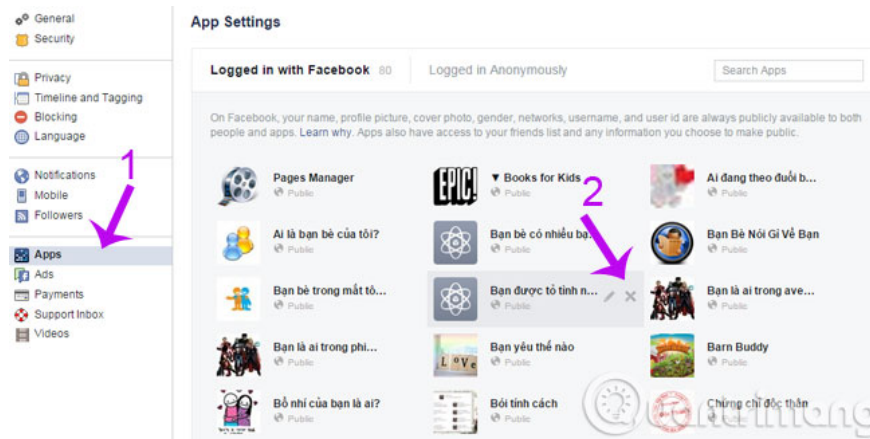 General
Security
Privacy
Timeline and Tagging
Blocking
Language
Notifications
Mobile
Followers
Apps
Ads
Payments
Support Inbox
Videos
1
App Settings
Logged in with Facebook 80
Logged in Anonymously
Search Apps
On Facebook, your name, profile picture, cover photo, gender, networks, username, and user id are always publicly available to both
people and apps. Learn why. Apps also have access to your friends list and any information you choose to make public.
Pages Manager
Public
EPIC!
▼ Books for Kids
Public
Ai đang theo đuổi b...
Public
2
Ai là bạn bè của tôi?
Public
Bạn bè có nhiều bạ...
Public
Bạn Bè Nói Gì Về Bạn
Public
Bạn bè trong mắt tô...
Public
Bạn được tỏ tình n...
Public
Bạn là ai trong ave...
Public
Bạn là ai trong phi...
Public
LOVE
Bạn yêu thế nào
Public
Barn Buddy
Public
Bồ nhí của bạn là ai?
Public
Bói tính cách
Public
Chứng chỉ độc thân
Public
Quantrimang